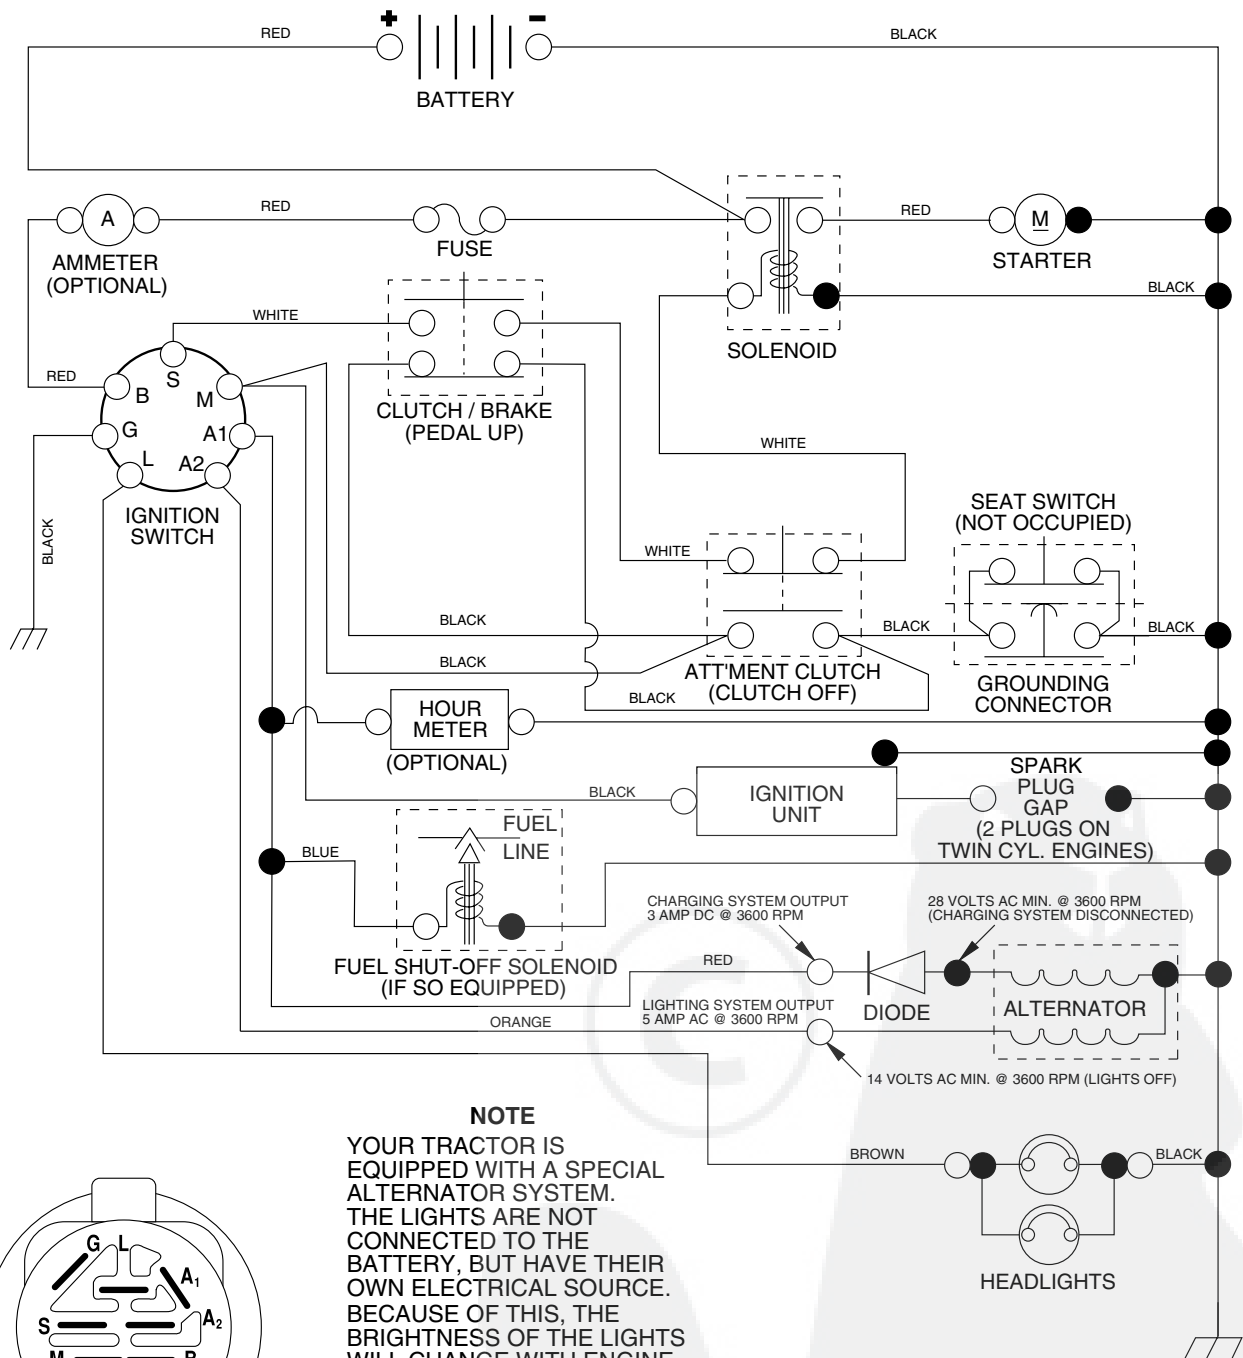 + −
RED
BLACK
BATTERY
RED
A
FUSE
AMMETER
(OPTIONAL)
RED
M
STARTER
BLACK
SOLENOID
WHITE
RED
S
B
M
G
A1
L
A2
IGNITION
SWITCH
BLACK
CLUTCH / BRAKE
(PEDAL UP)
WHITE
WHITE
SEAT SWITCH
(NOT OCCUPIED)
BLACK
BLACK
BLACK
BLACK
BLACK
ATT'MENT CLUTCH
(CLUTCH OFF)
GROUNDING
CONNECTOR
HOUR
METER
(OPTIONAL)
BLACK
IGNITION
UNIT
SPARK
PLUG
GAP
(2 PLUGS ON
TWIN CYL. ENGINES)
FUEL
LINE
BLUE
FUEL SHUT-OFF SOLENOID
(IF SO EQUIPPED)
CHARGING SYSTEM OUTPUT
3 AMP DC @ 3600 RPM
28 VOLTS AC MIN. @ 3600 RPM
(CHARGING SYSTEM DISCONNECTED)
RED
DIODE
ALTERNATOR
LIGHTING SYSTEM OUTPUT
5 AMP AC @ 3600 RPM
ORANGE
14 VOLTS AC MIN. @ 3600 RPM (LIGHTS OFF)
BROWN
BLACK
HEADLIGHTS
NOTE
YOUR TRACTOR IS
EQUIPPED WITH A SPECIAL
ALTERNATOR SYSTEM.
THE LIGHTS ARE NOT
CONNECTED TO THE
BATTERY, BUT HAVE THEIR
OWN ELECTRICAL SOURCE.
BECAUSE OF THIS, THE
BRIGHTNESS OF THE LIGHTS
WILL CHANGE WITH ENGINE
G L
A1
S
A2
M
B
©